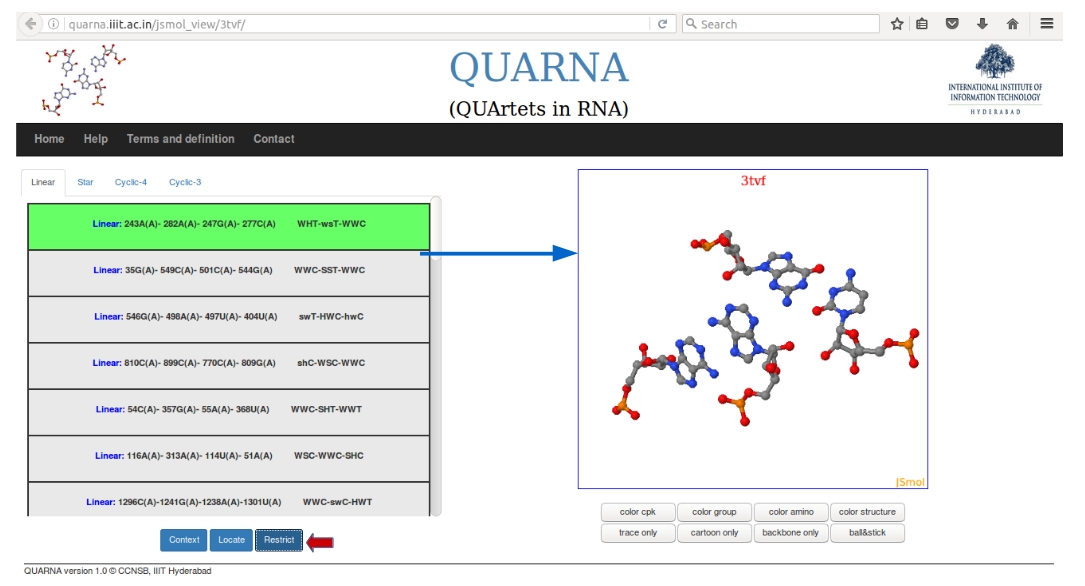 quarna.iiit.ac.in/jsmol_view/3tvf/
Search
QUARNA
(QUArtets in RNA)
INTERNATIONAL INSTITUTE OF
INFORMATION TECHNOLOGY
HYDERABAD
Home Help Terms and definition Contact
Linear Star Cyclic-4 Cyclic-3
Linear: 243A(A)- 282A(A)- 247G(A)- 277C(A) WHT-wsT-WWC
Linear: 35G(A)- 549C(A)- 501C(A)- 544G(A) WWC-SST-WWC
Linear: 546G(A)- 498A(A)- 497U(A)- 404U(A) swT-HWC-hwC
Linear: 810C(A)- 899C(A)- 770C(A)- 809G(A) shC-WSC-WWC
Linear: 54C(A)- 357G(A)- 55A(A)- 368U(A) WWC-SHT-WWT
Linear: 116A(A)- 313A(A)- 114U(A)- 51A(A) WSC-WWC-SHC
Linear: 1296C(A)-1241G(A)-1238A(A)-1301U(A) WWC-swC-HWT
Context Locate Restrict
3tvf
JSmol
color cpk color group color amino color structure
trace only cartoon only backbone only ball&stick
QUARNA version 1.0 © CCNSB, IIIT Hyderabad